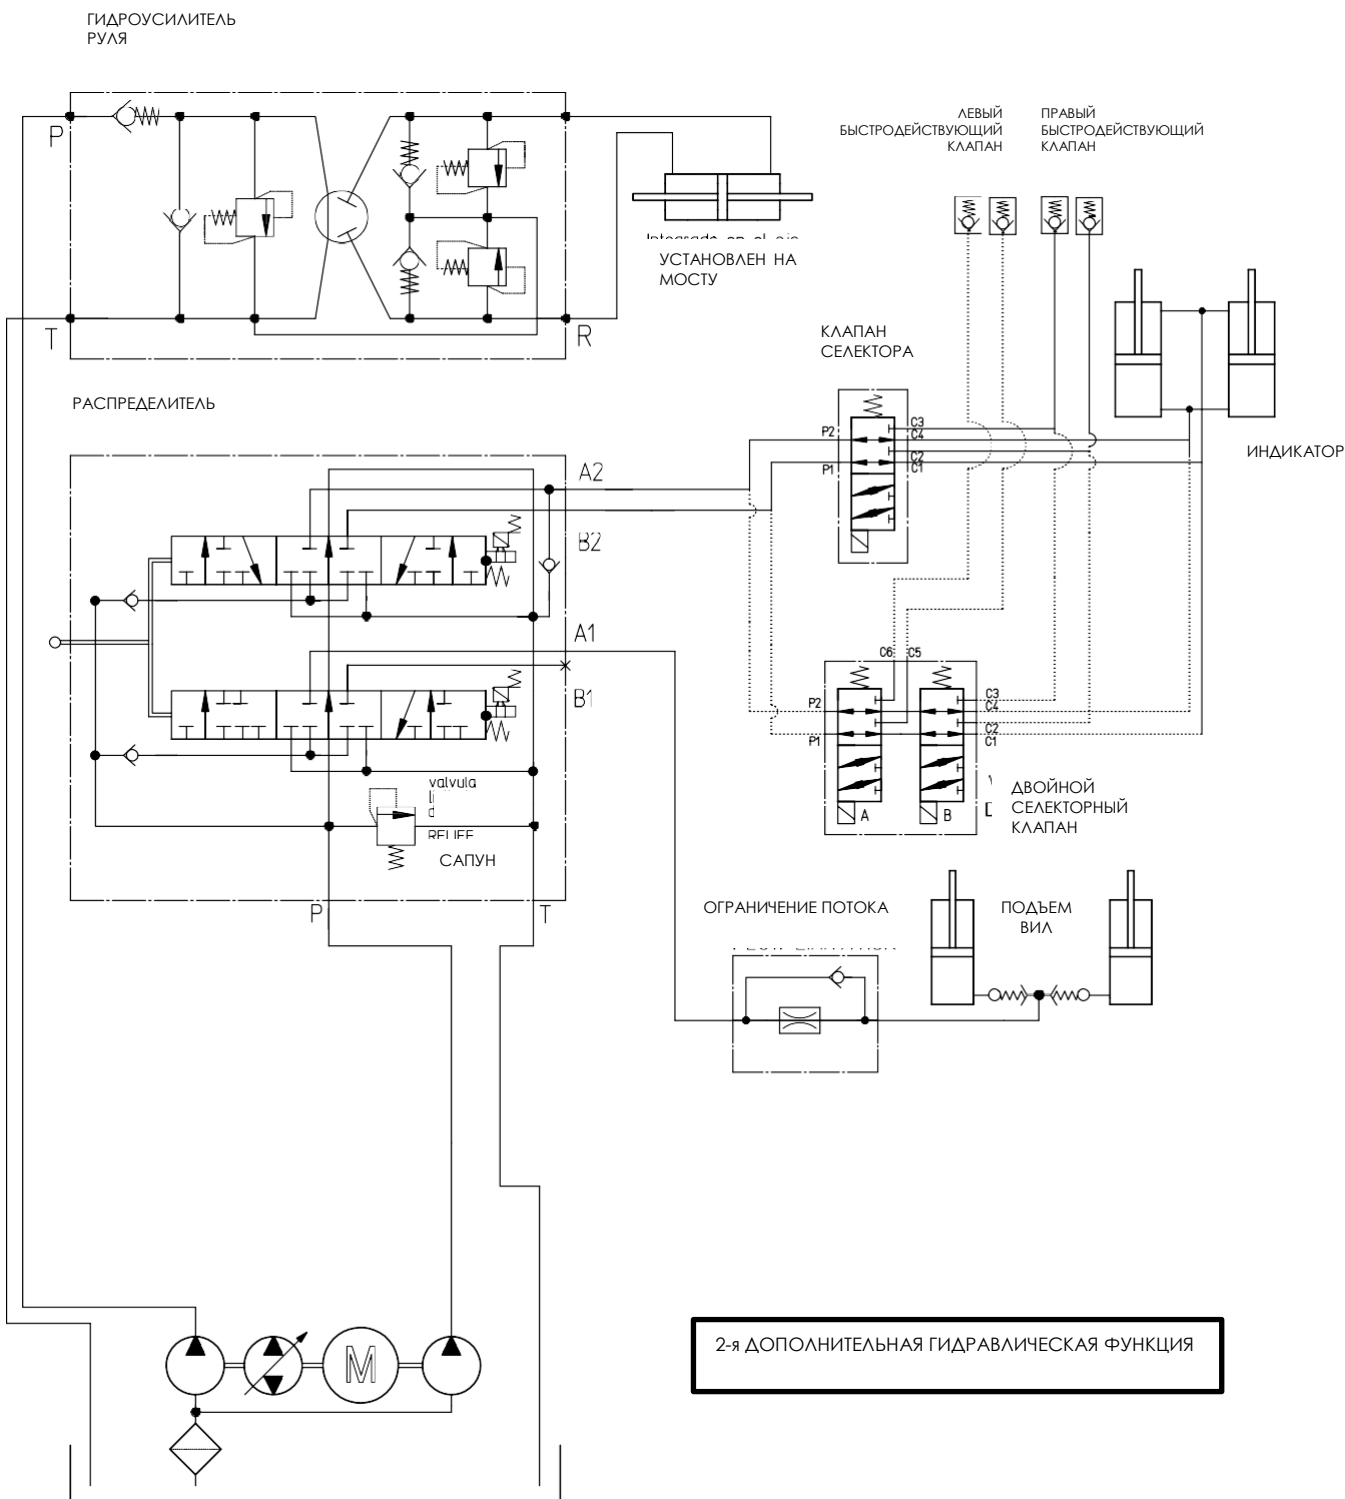 ГИДРОУСИЛИТЕЛЬ
РУЛЯ
P
T
R
УСТАНОВЛЕН НА
МОСТУ
ЛЕВЫЙ
БЫСТРОДЕЙСТВУЮЩИЙ
КЛАПАН
ПРАВЫЙ
БЫСТРОДЕЙСТВУЮЩИЙ
КЛАПАН
КЛАПАН
СЕЛЕКТОРА
P2
P1
C3
C4
C2
C1
ИНДИКАТОР
РАСПРЕДЕЛИТЕЛЬ
A2
B2
A1
B1
valvula
RELIEF
САПУН
P
T
C6
C5
P2
P1
C3
C4
C2
C1
A
B
ДВОЙНОЙ
СЕЛЕКТОРНЫЙ
КЛАПАН
ОГРАНИЧЕНИЕ ПОТОКА
ПОДЪЕМ
ВИЛ
M
2-я ДОПОЛНИТЕЛЬНАЯ ГИДРАВЛИЧЕСКАЯ ФУНКЦИЯ